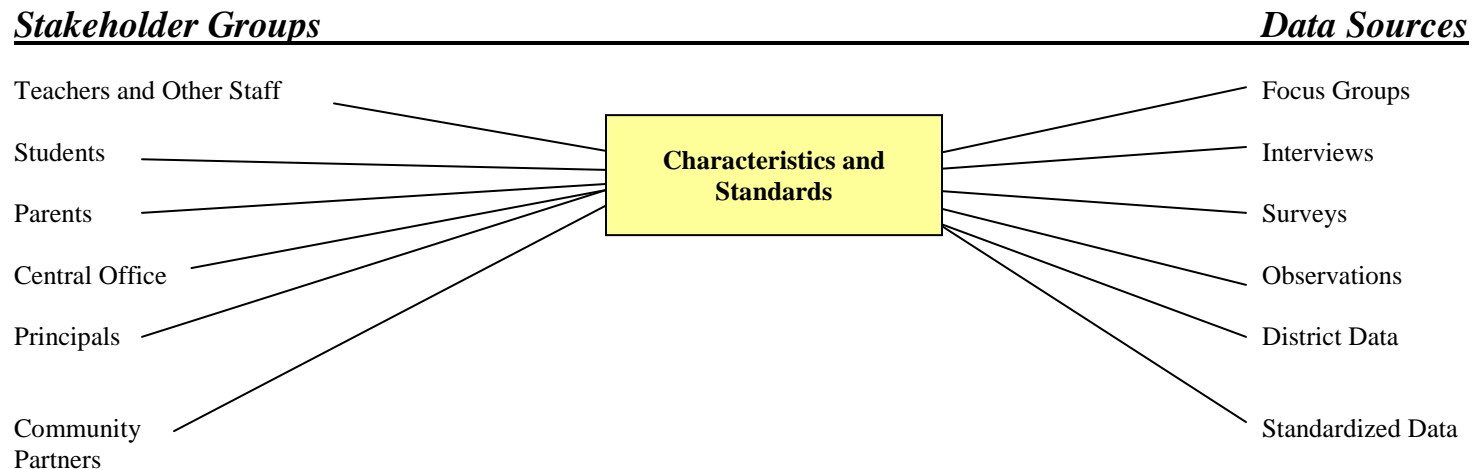 Stakeholder Groups
Data Sources
Teachers and Other Staff
Students
Parents
Central Office
Principals
Community
Partners
Characteristics and
Standards
Focus Groups
Interviews
Surveys
Observations
District Data
Standardized Data